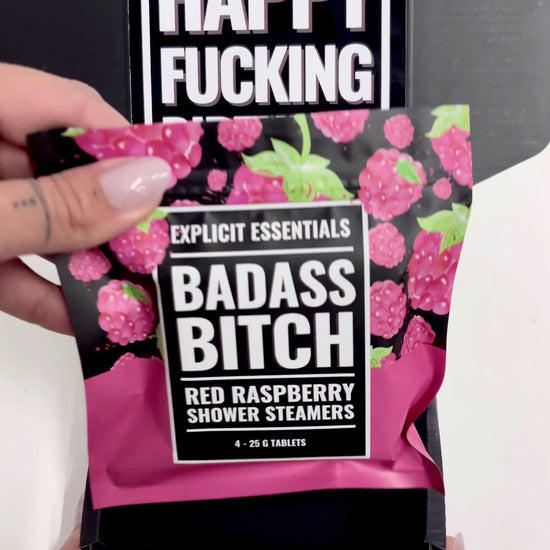 HAPPY
FUCKING
EXPLICIT ESSENTIALS
BADASS
BITCH
RED RASPBERRY
SHOWER STEAMERS
4 - 25 G TABLETS